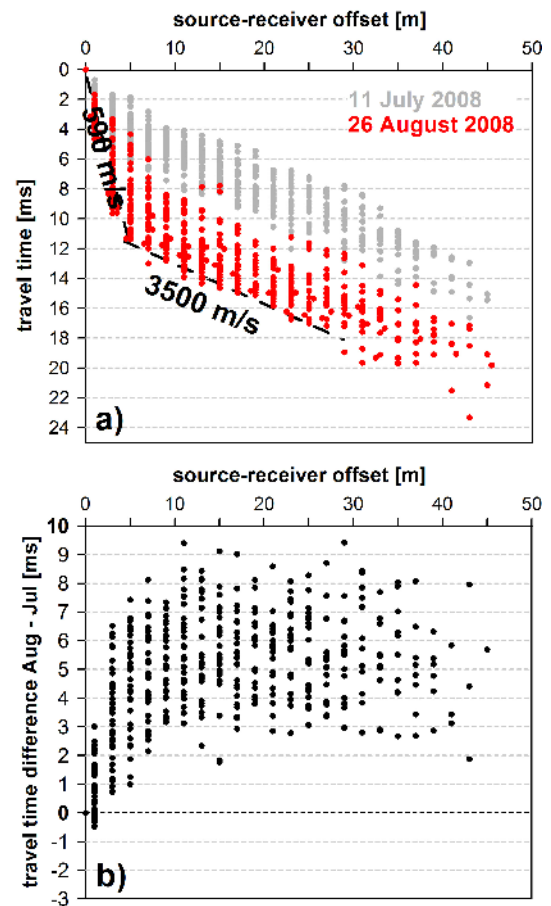 source-receiver offset [m]
0 10 20 30 40 50
travel time [ms]
0
2
4
6
8
10
12
14
16
18
20
22
24
11 July 2008
26 August 2008
590 m/s
3500 m/s
a)
source-receiver offset [m]
0 10 20 30 40 50
travel time difference Aug - Jul [ms]
10
9
8
7
6
5
4
3
2
1
0
-1
-2
-3
b)